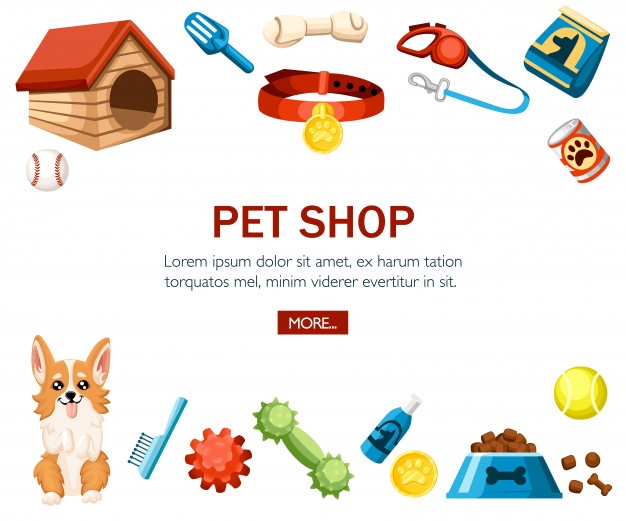 PET SHOP
Lorem ipsum dolor sit amet, ex harum tation
torquatos mel, minim viderer evertitur in sit.
MORE...